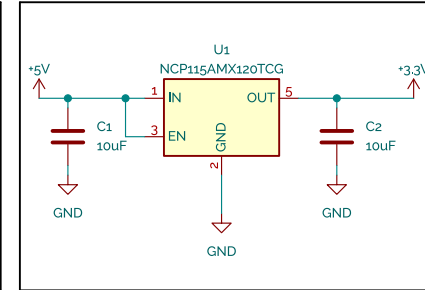 U1
NCP115AMX120TCG
+5V
+3.3V
1
IN
OUT
5
C1
10uF
3
EN
GND
2
C2
10uF
GND
GND
GND